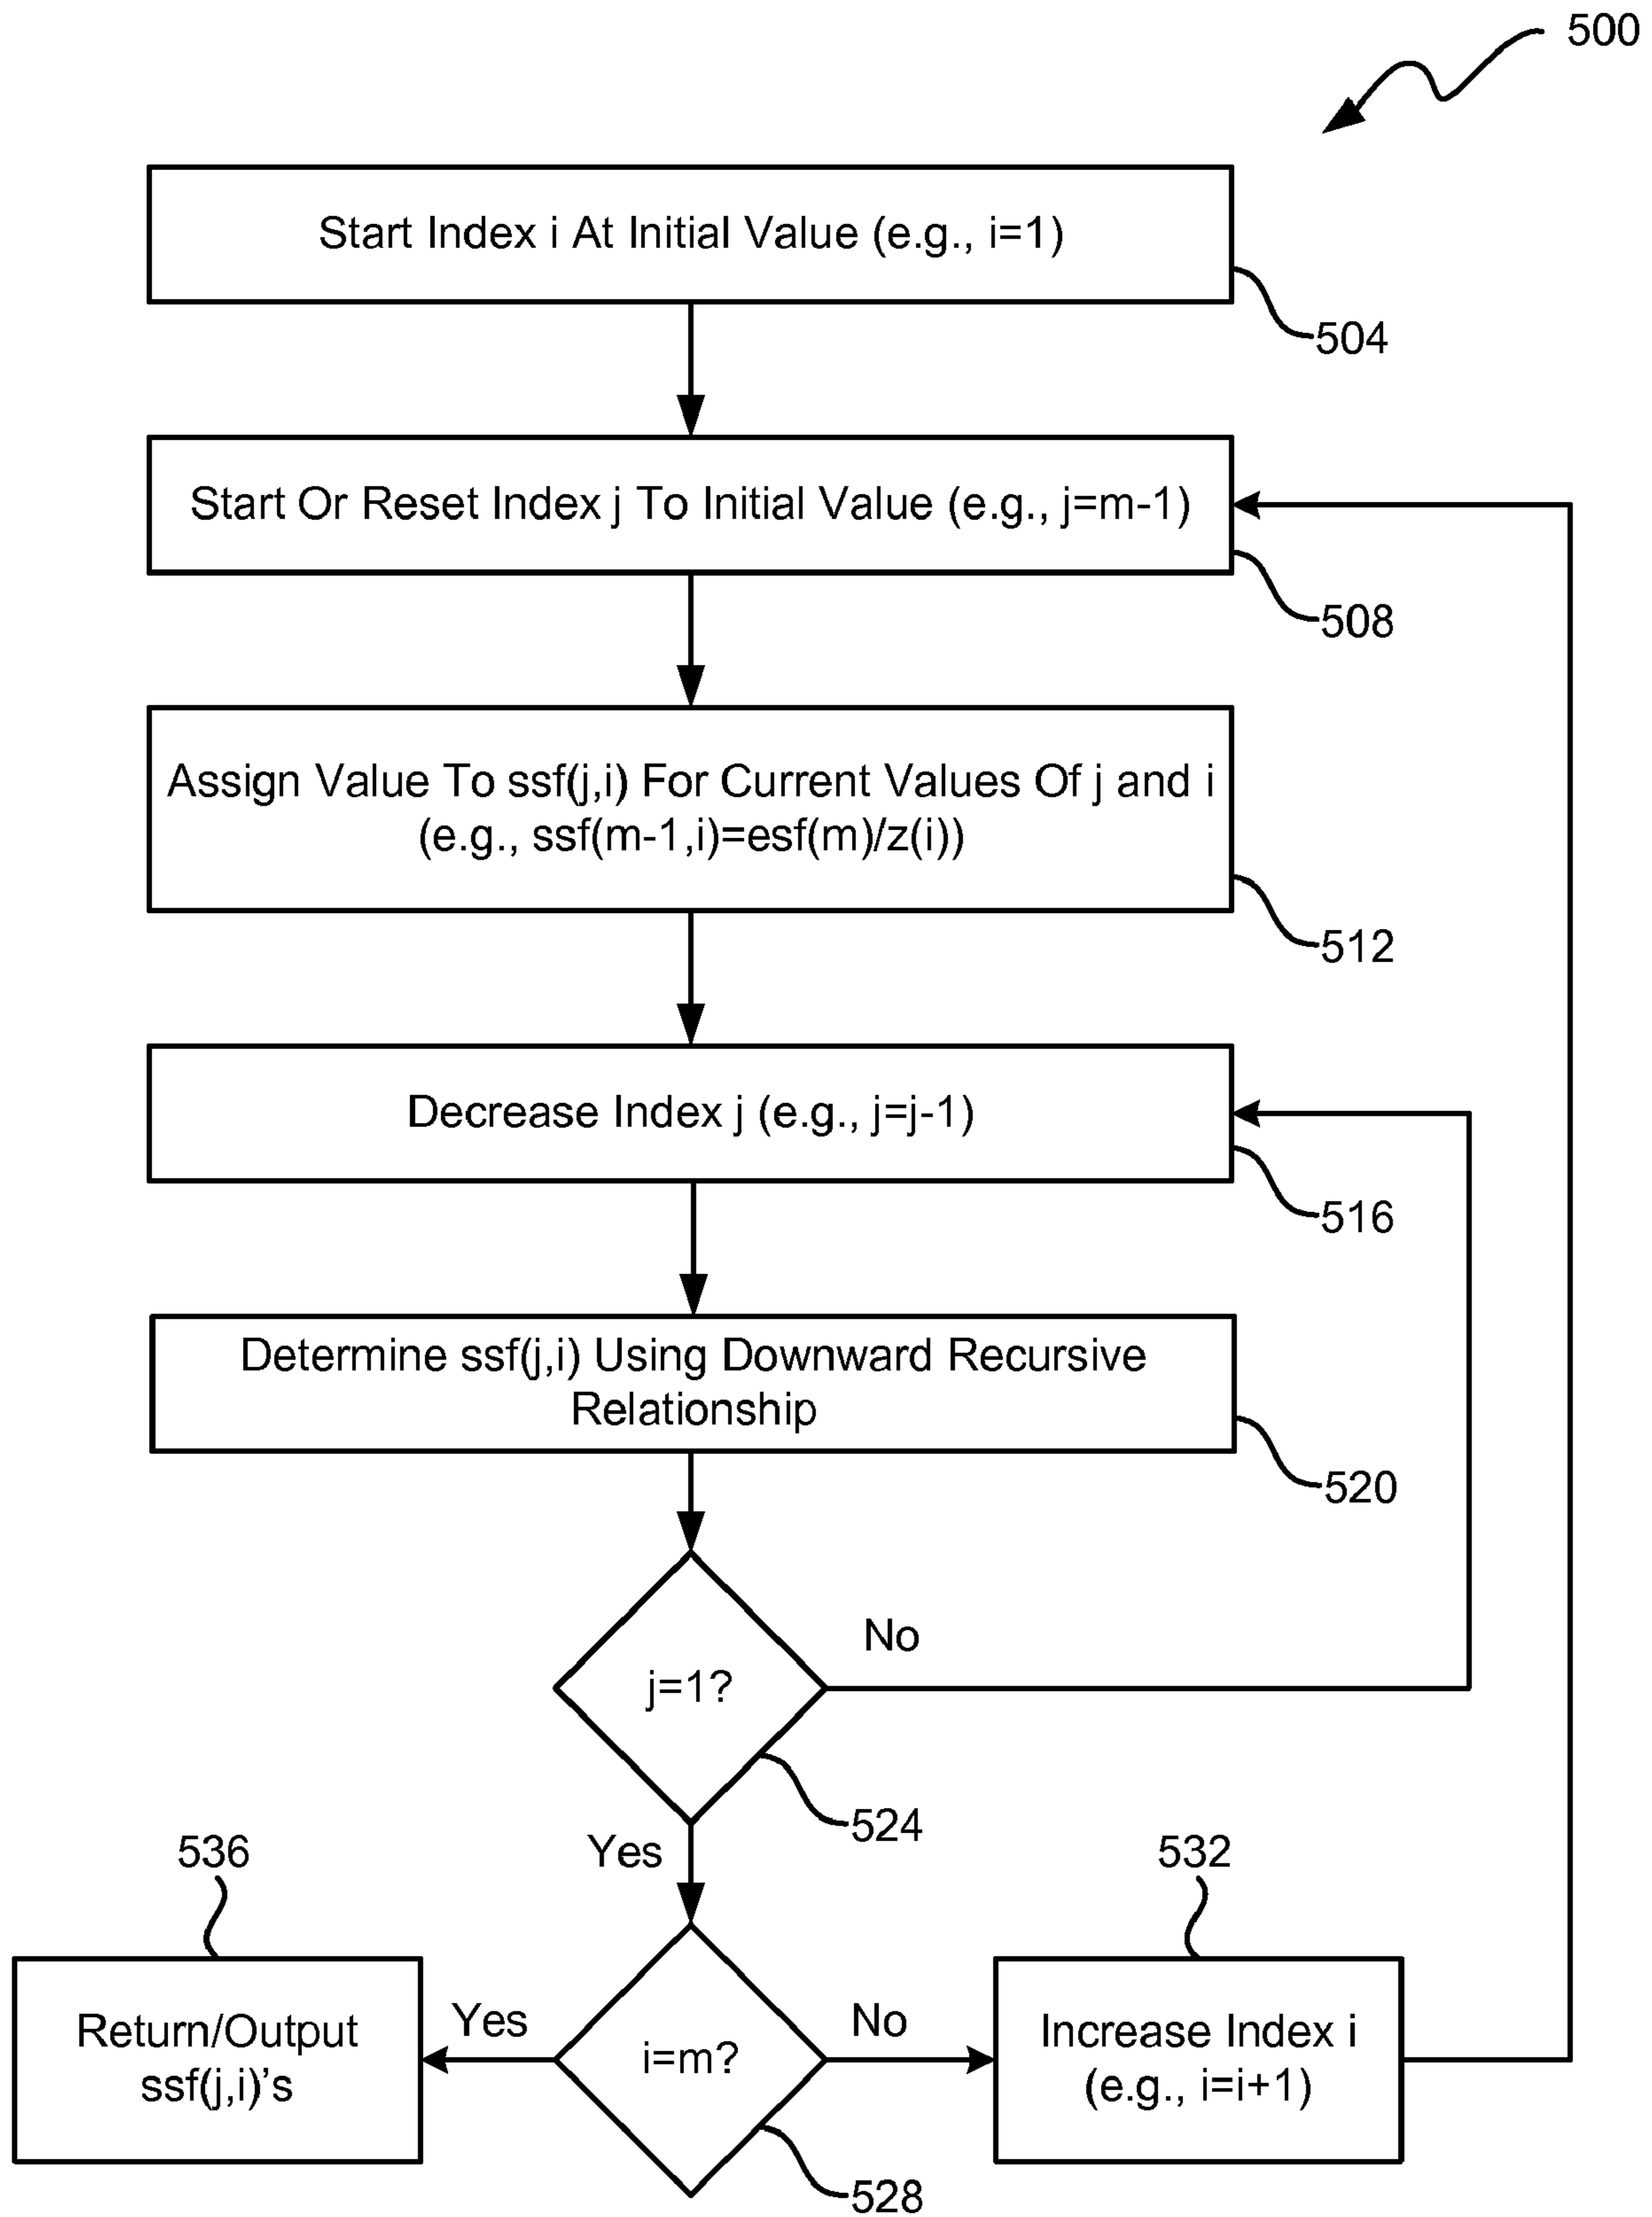 500
Start Index i At Initial Value (e.g., i=1)
504
Start Or Reset Index j To Initial Value (e.g., j=m-1)
508
Assign Value To ssf(j,i) For Current Values Of j and i
(e.g., ssf(m-1,i)=esf(m)/z(i))
512
Decrease Index j (e.g., j=j-1)
516
Determine ssf(j,i) Using Downward Recursive
Relationship
520
No
j=1?
524
Yes
536
532
Return/Output
ssf(j,i)'s
Yes
i=m?
No
Increase Index i
(e.g., i=i+1)
528